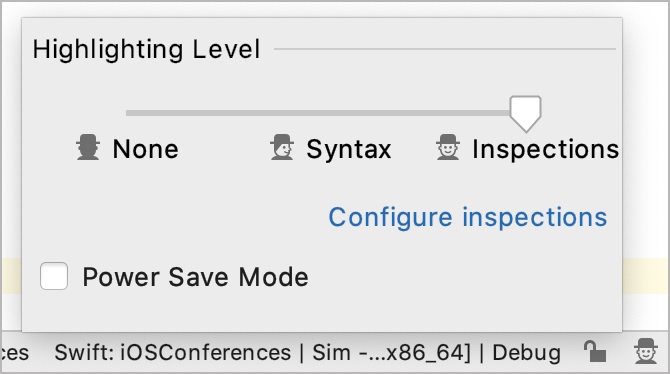 Highlighting Level
None Syntax Inspections
Configure inspections
Power Save Mode
ces Swift: iOSConferences | Sim -...x86_64] | Debug